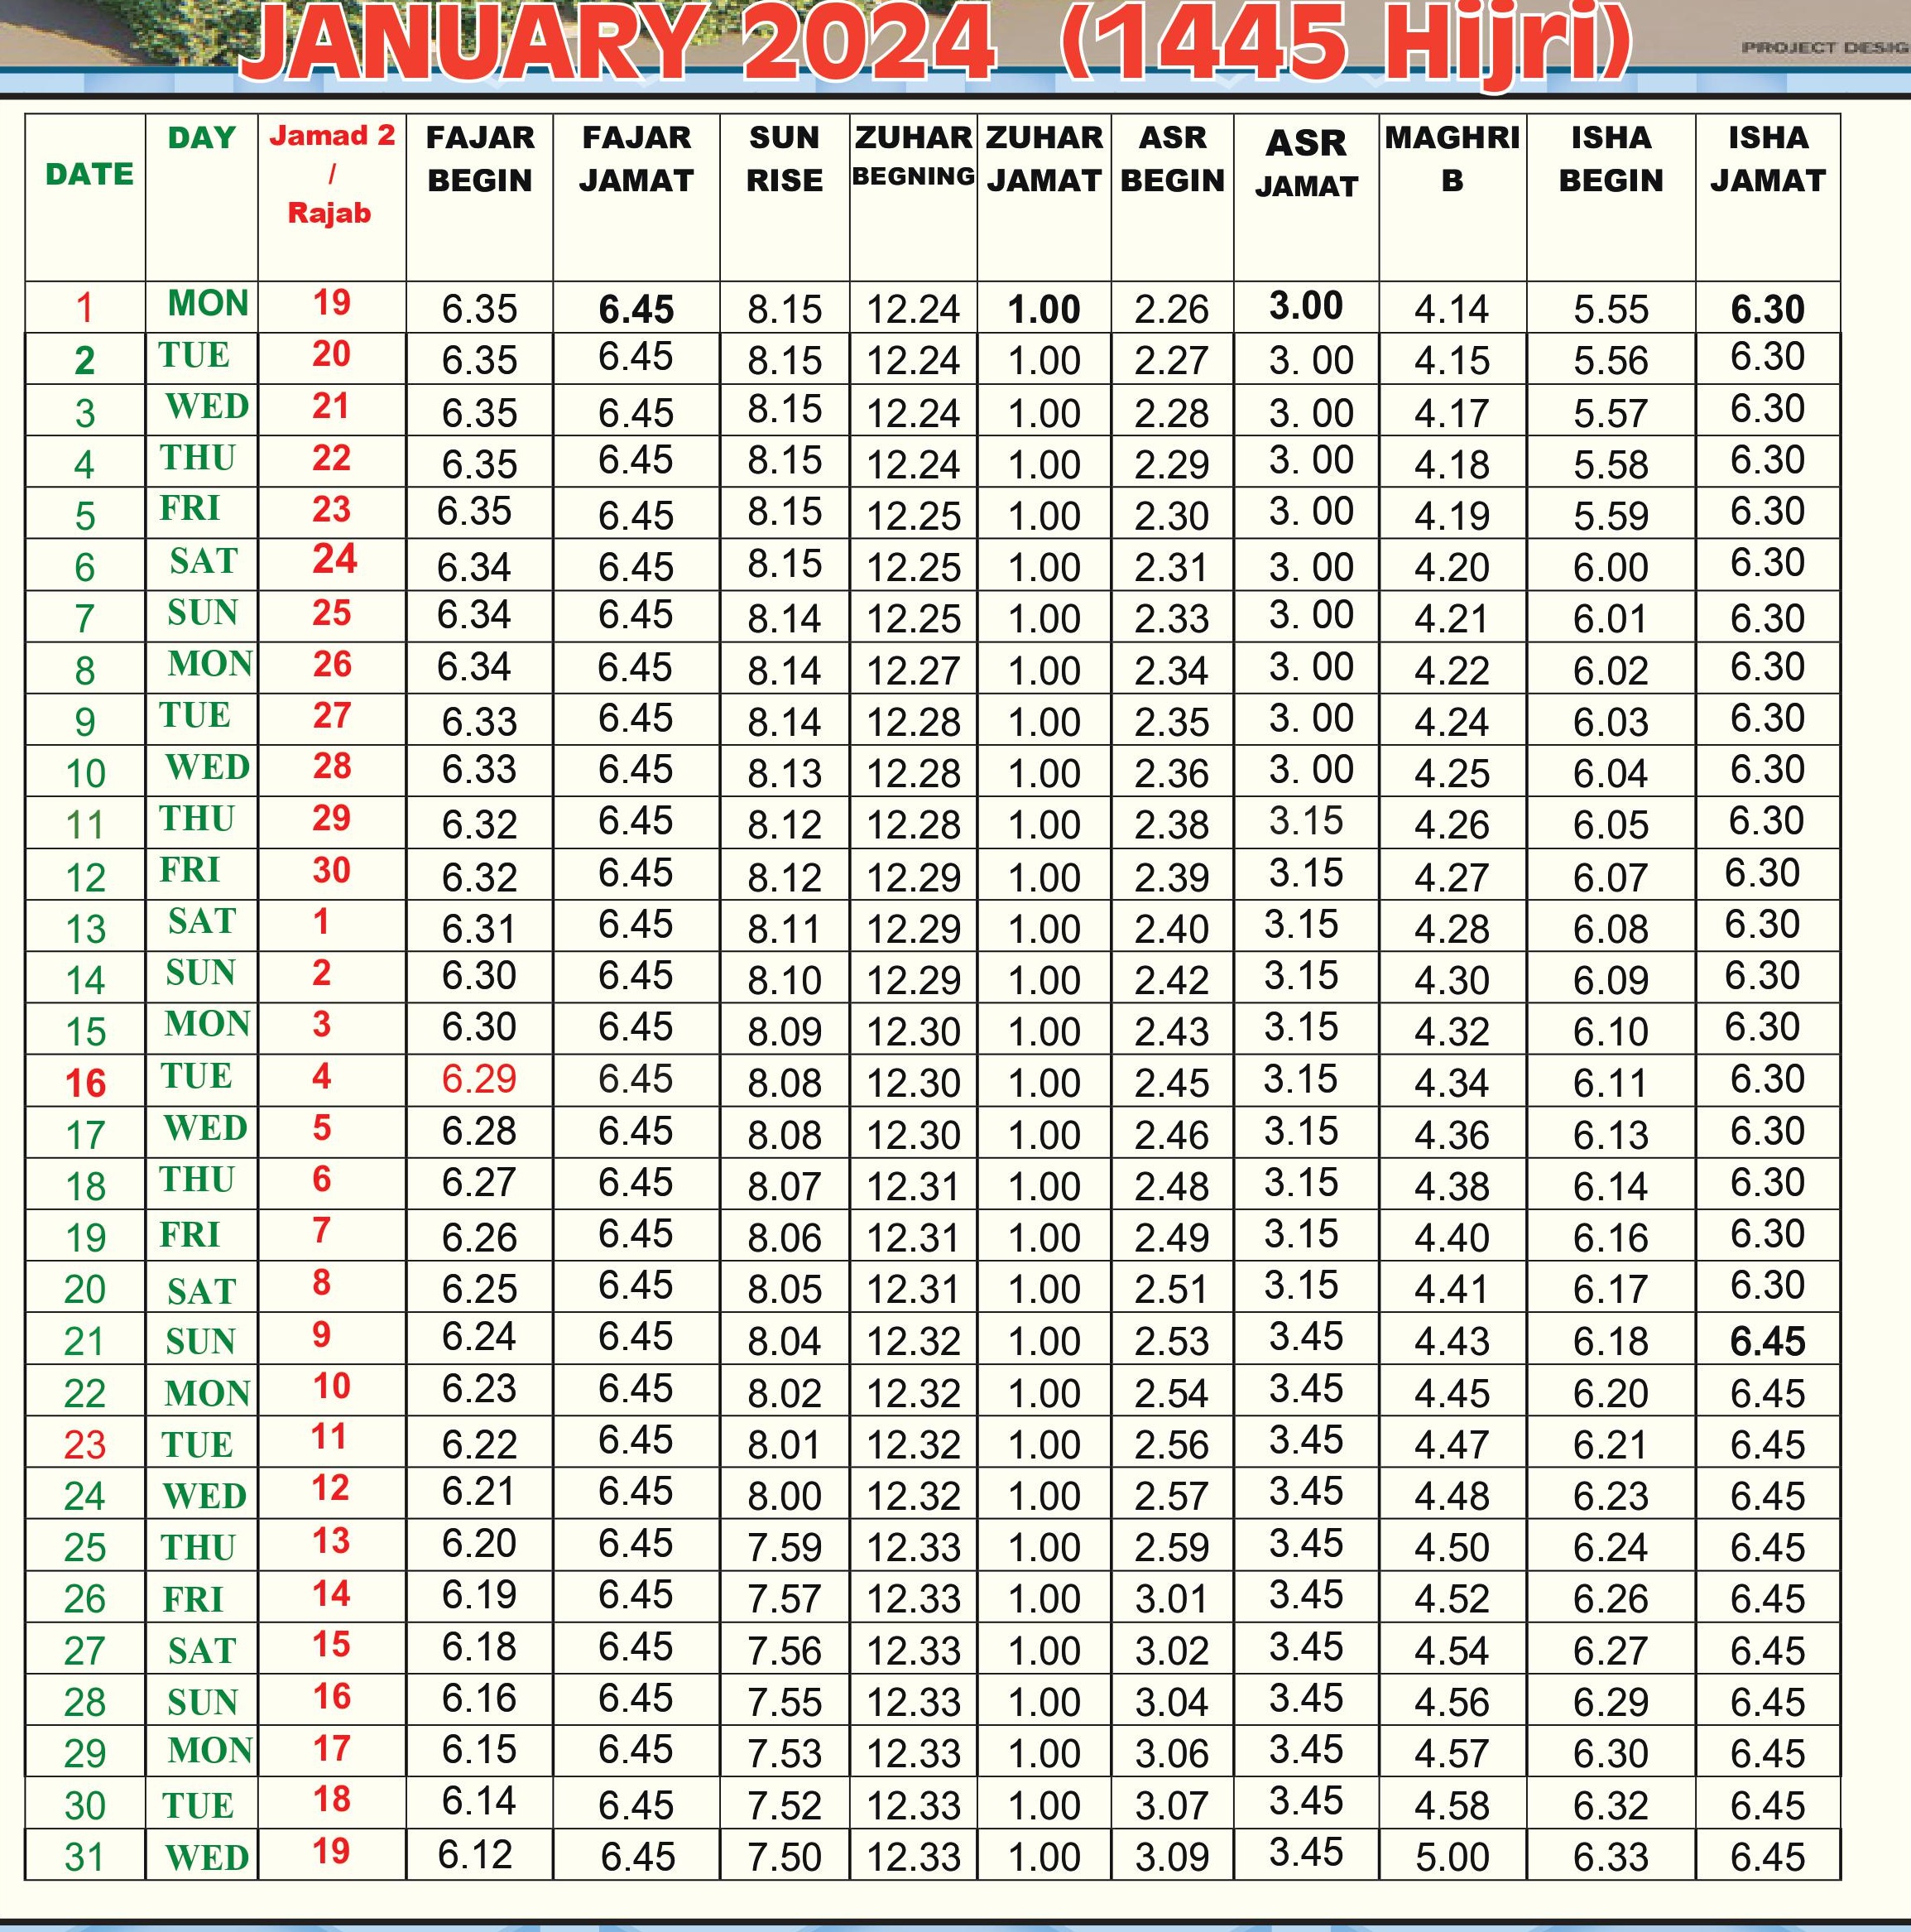 JANUARY 2024 (1445 Hijri)
PROJECT DESIG
DATE DAY Jamad 2 / Rajab FAJAR BEGIN FAJAR JAMAT SUN RISE ZUHAR BEGNING ZUHAR JAMAT ASR BEGIN ASR JAMAT MAGHRI B ISHA BEGIN ISHA JAMAT
1 MON 19 6.35 6.45 8.15 12.24 1.00 2.26 3.00 4.14 5.55 6.30
2 TUE 20 6.35 6.45 8.15 12.24 1.00 2.27 3. 00 4.15 5.56 6.30
3 WED 21 6.35 6.45 8.15 12.24 1.00 2.28 3. 00 4.17 5.57 6.30
4 THU 22 6.35 6.45 8.15 12.24 1.00 2.29 3. 00 4.18 5.58 6.30
5 FRI 23 6.35 6.45 8.15 12.25 1.00 2.30 3. 00 4.19 5.59 6.30
6 SAT 24 6.34 6.45 8.15 12.25 1.00 2.31 3. 00 4.20 6.00 6.30
7 SUN 25 6.34 6.45 8.14 12.25 1.00 2.33 3. 00 4.21 6.01 6.30
8 MON 26 6.34 6.45 8.14 12.27 1.00 2.34 3. 00 4.22 6.02 6.30
9 TUE 27 6.33 6.45 8.14 12.28 1.00 2.35 3. 00 4.24 6.03 6.30
10 WED 28 6.33 6.45 8.13 12.28 1.00 2.36 3. 00 4.25 6.04 6.30
11 THU 29 6.32 6.45 8.12 12.28 1.00 2.38 3.15 4.26 6.05 6.30
12 FRI 30 6.32 6.45 8.12 12.29 1.00 2.39 3.15 4.27 6.07 6.30
13 SAT 1 6.31 6.45 8.11 12.29 1.00 2.40 3.15 4.28 6.08 6.30
14 SUN 2 6.30 6.45 8.10 12.29 1.00 2.42 3.15 4.30 6.09 6.30
15 MON 3 6.30 6.45 8.09 12.30 1.00 2.43 3.15 4.32 6.10 6.30
16 TUE 4 6.29 6.45 8.08 12.30 1.00 2.45 3.15 4.34 6.11 6.30
17 WED 5 6.28 6.45 8.08 12.30 1.00 2.46 3.15 4.36 6.13 6.30
18 THU 6 6.27 6.45 8.07 12.31 1.00 2.48 3.15 4.38 6.14 6.30
19 FRI 7 6.26 6.45 8.06 12.31 1.00 2.49 3.15 4.40 6.16 6.30
20 SAT 8 6.25 6.45 8.05 12.31 1.00 2.51 3.15 4.41 6.17 6.30
21 SUN 9 6.24 6.45 8.04 12.32 1.00 2.53 3.45 4.43 6.18 6.45
22 MON 10 6.23 6.45 8.02 12.32 1.00 2.54 3.45 4.45 6.20 6.45
23 TUE 11 6.22 6.45 8.01 12.32 1.00 2.56 3.45 4.47 6.21 6.45
24 WED 12 6.21 6.45 8.00 12.32 1.00 2.57 3.45 4.48 6.23 6.45
25 THU 13 6.20 6.45 7.59 12.33 1.00 2.59 3.45 4.50 6.24 6.45
26 FRI 14 6.19 6.45 7.57 12.33 1.00 3.01 3.45 4.52 6.26 6.45
27 SAT 15 6.18 6.45 7.56 12.33 1.00 3.02 3.45 4.54 6.27 6.45
28 SUN 16 6.16 6.45 7.55 12.33 1.00 3.04 3.45 4.56 6.29 6.45
29 MON 17 6.15 6.45 7.53 12.33 1.00 3.06 3.45 4.57 6.30 6.45
30 TUE 18 6.14 6.45 7.52 12.33 1.00 3.07 3.45 4.58 6.32 6.45
31 WED 19 6.12 6.45 7.50 12.33 1.00 3.09 3.45 5.00 6.33 6.45